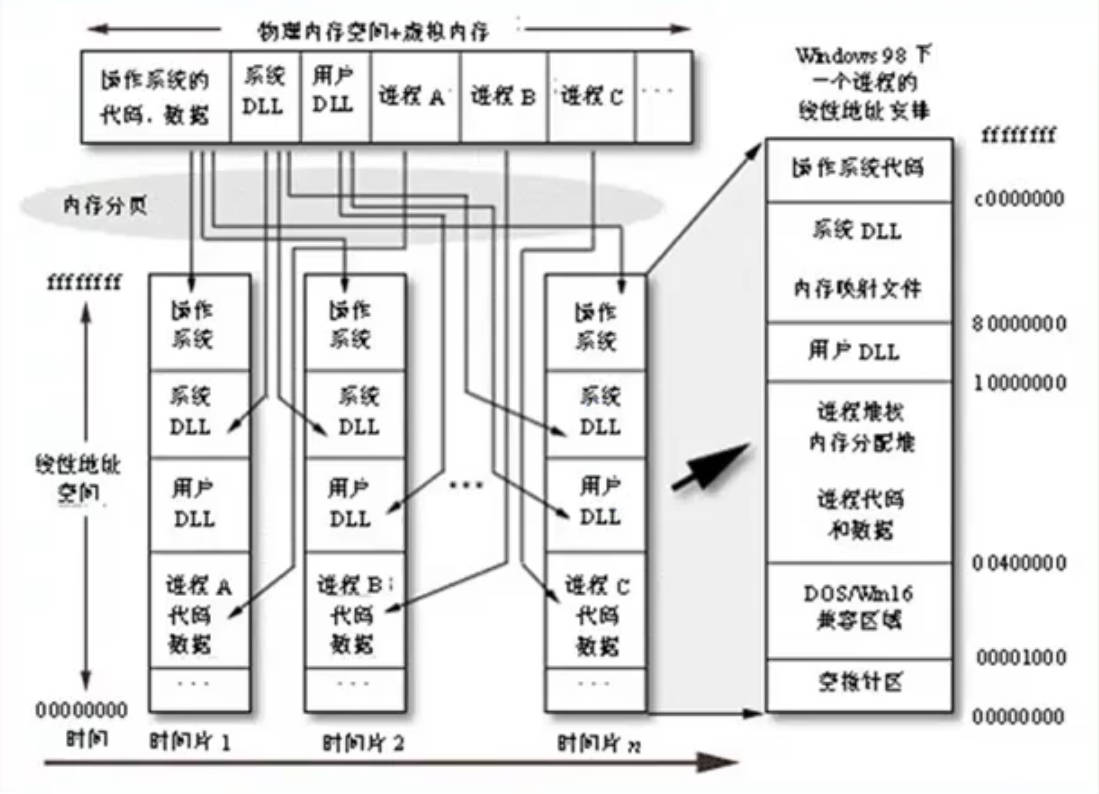 物理内存空间+虚拟内存
操作系统的
代码、数据
系统
DLL
用户
DLL
进程 A
进程 B
进程 C
···
内存分页
ffffffff
线性地址
空间
00000000
时间
操作
系统
系统
DLL
用户
DLL
进程 A
代码
数据
···
时间片 1
操作
系统
系统
DLL
用户
DLL
进程 B
代码
数据
···
时间片 2
···
操作
系统
系统
DLL
用户
DLL
进程 C
代码
数据
···
时间片 n
Windows 98 下
一个进程的
线性地址安排
ffffffff
操作系统代码
c0000000
系统 DLL
内存映射文件
80000000
用户 DLL
10000000
进程堆栈
内存分配堆
进程代码
和数据
00400000
DOS/Win16
兼容区域
00001000
空指针区
00000000